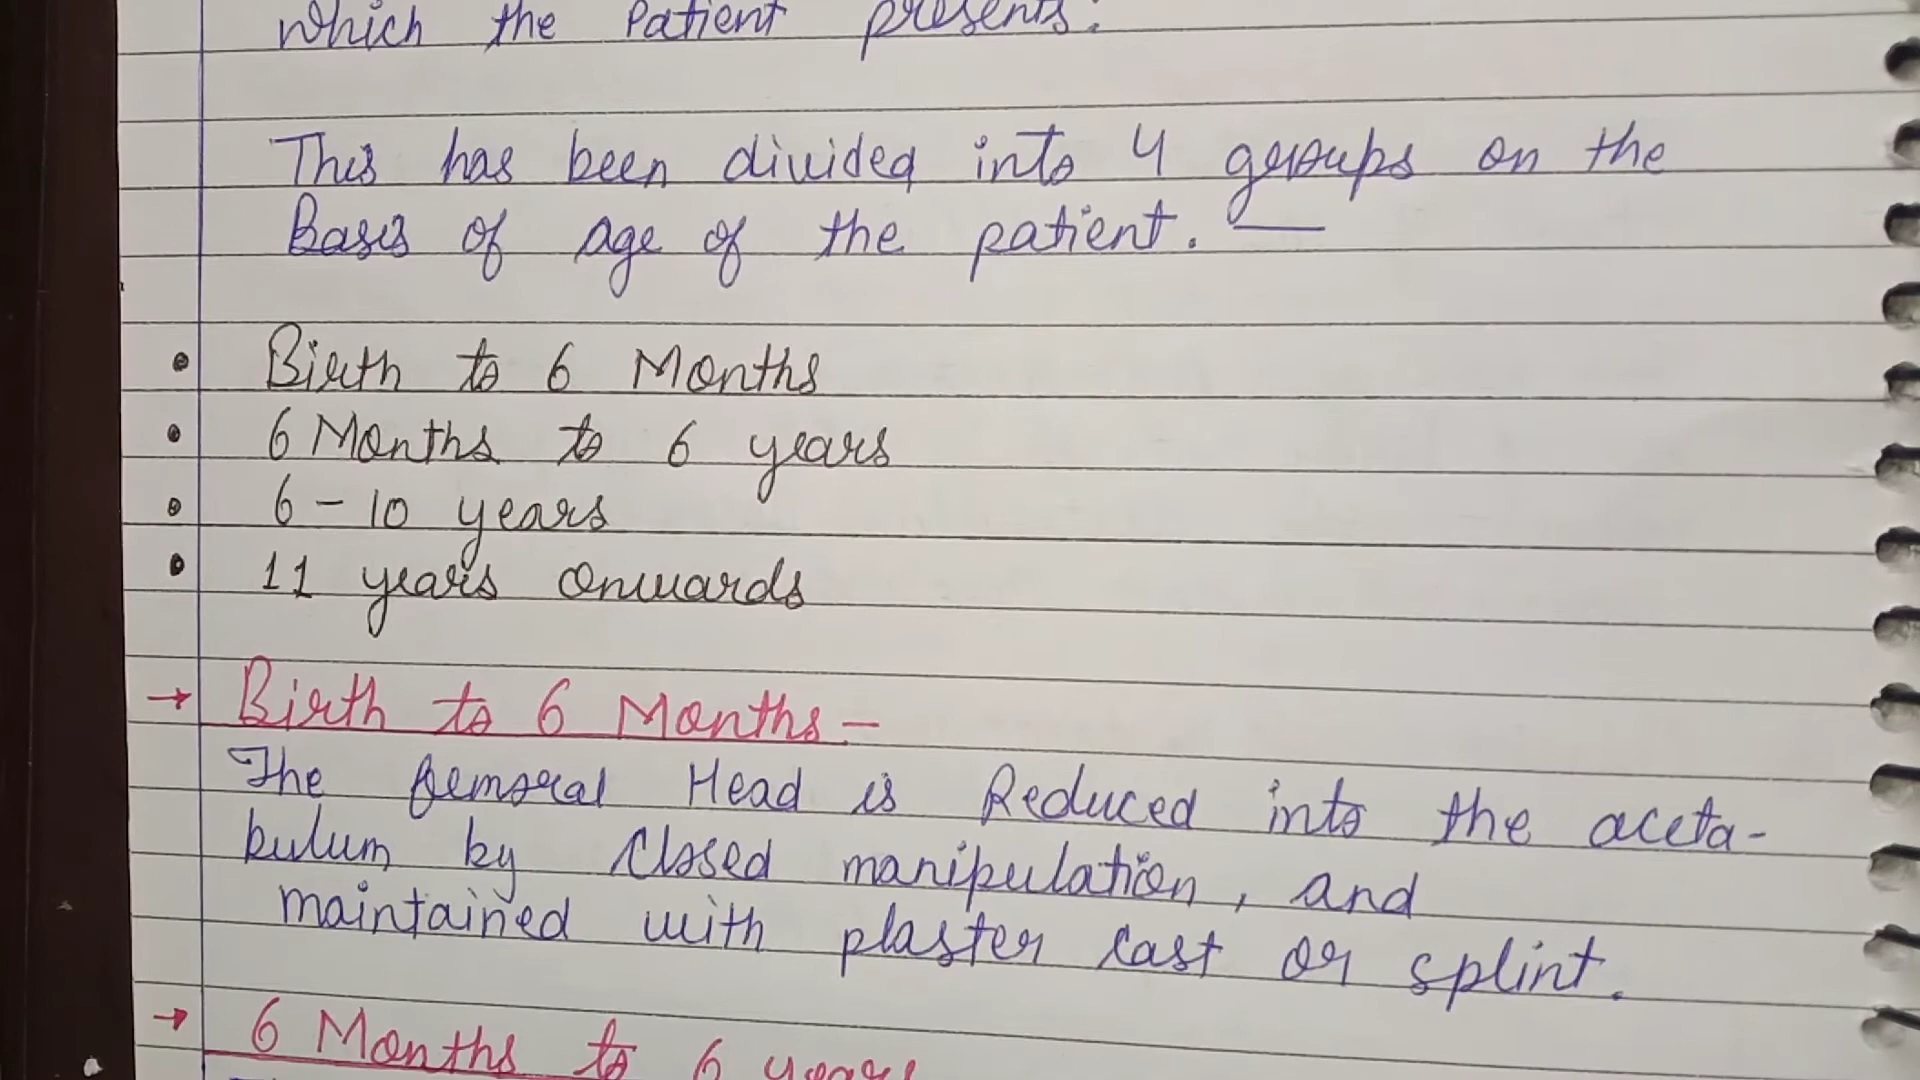 which the Patient presents.
This has been divided into 4 groups on the
Basis of age of the patient. —
• Birth to 6 Months
• 6 Months to 6 years
• 6 - 10 years
• 11 years onwards
→ Birth to 6 Months -
The femoral Head is Reduced into the aceta-
bulum by Closed manipulation, and
maintained with plaster cast or splint.
→ 6 Months to 6 years